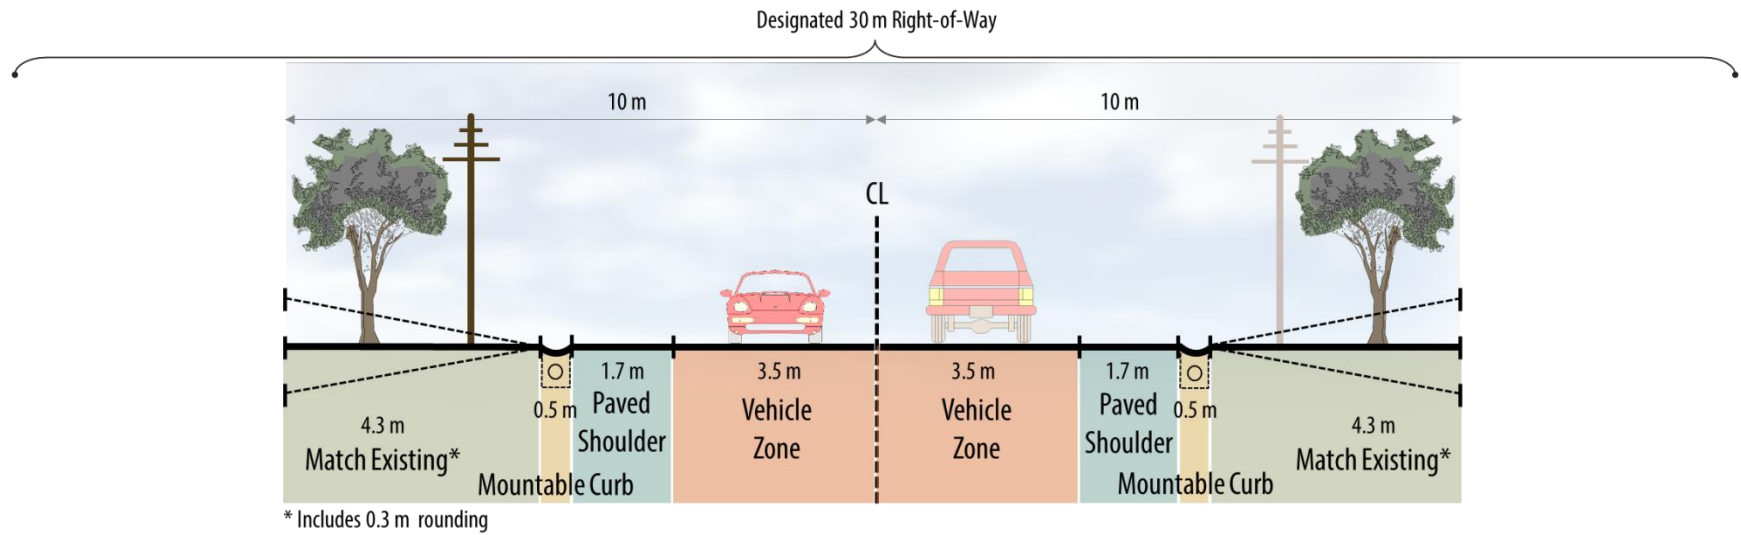 Designated 30 m Right-of-Way
10 m
10 m
CL
1.7 m
3.5 m
3.5 m
1.7 m
0.5 m
Paved
Shoulder
Vehicle
Zone
Vehicle
Zone
Paved
Shoulder
0.5 m
4.3 m
Match Existing*
4.3 m
Match Existing*
Mountable Curb
Mountable Curb
* Includes 0.3 m rounding